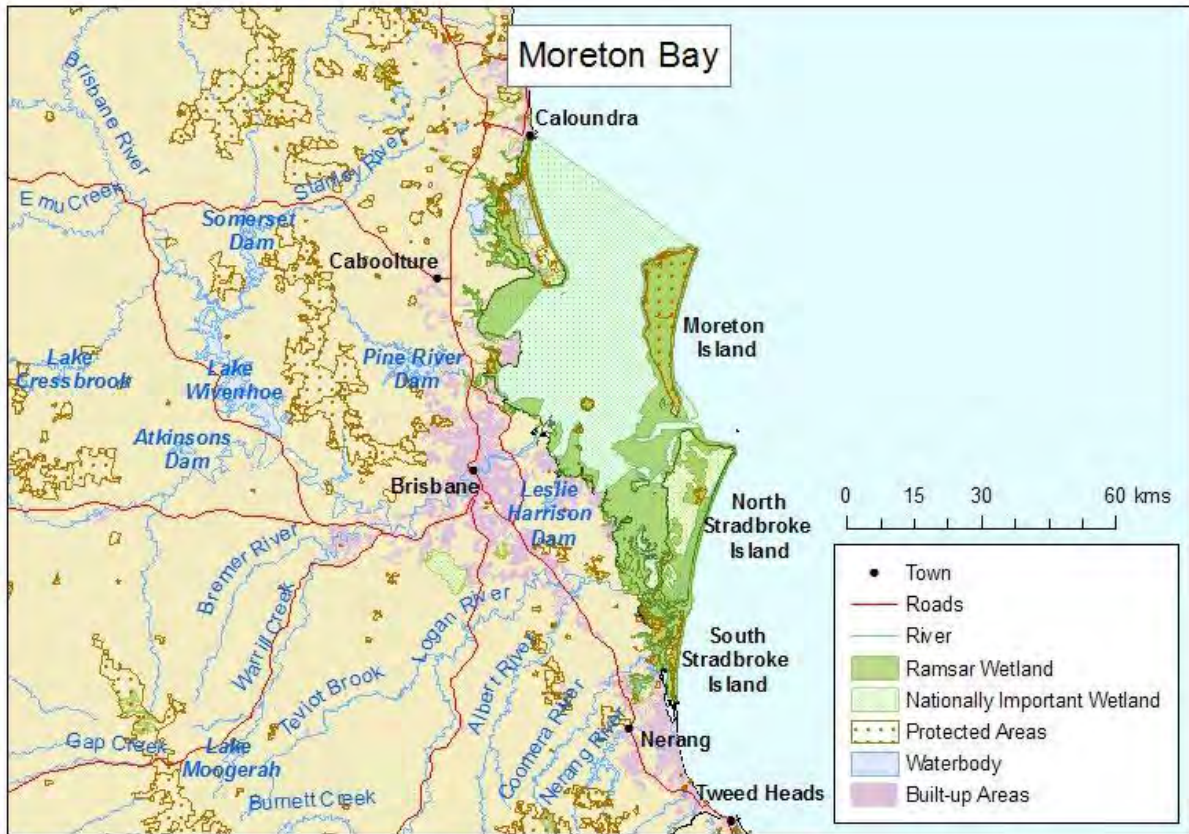 Moreton Bay
Brisbane River
Caloundra
Stanley River
Emu Creek
Somerset
Dam
Caboolture
Moreton
Island
Pine River
Dam
Lake
Cressbrook
Lake
Wivenhoe
Atkinsons
Dam
Brisbane
Leslie
Harrison
Dam
North
Stradbroke
Island
0 15 30 60 kms
Bremer River
Warrill Creek
Logan River
Albert River
South
Stradbroke
Island
Teviot Brook
Coomera River
Nerang River
Nerang
Gap Creek
Lake
Moogerah
Burnett Creek
Tweed Heads
Town
Roads
River
Ramsar Wetland
Nationally Important Wetland
Protected Areas
Waterbody
Built-up Areas